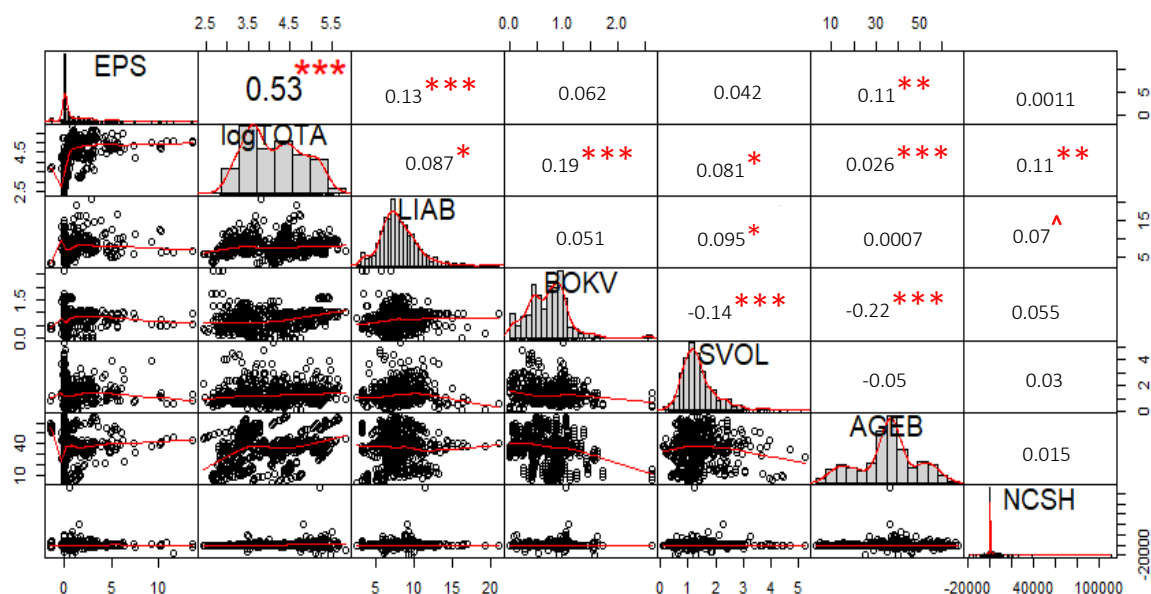 2.5 3.5 4.5 5.5 0.0 1.0 2.0 10 30 50
EPS 0.53*** 0.13*** 0.062 0.042 0.11** 0.0011 0 5
2.5 4.5 logTOTA 0.087* 0.19*** 0.081* 0.026*** 0.11**
LIAB 0.051 0.095* 0.0007 0.07^ 5 15
0.0 1.5 BOKV -0.14*** -0.22*** 0.055
SVOL -0.05 0.03 0 2 4
10 40 AGEB 0.015
NCSH -20000
0 5 10 5 10 15 20 0 1 2 3 4 5 -20000 40000 100000